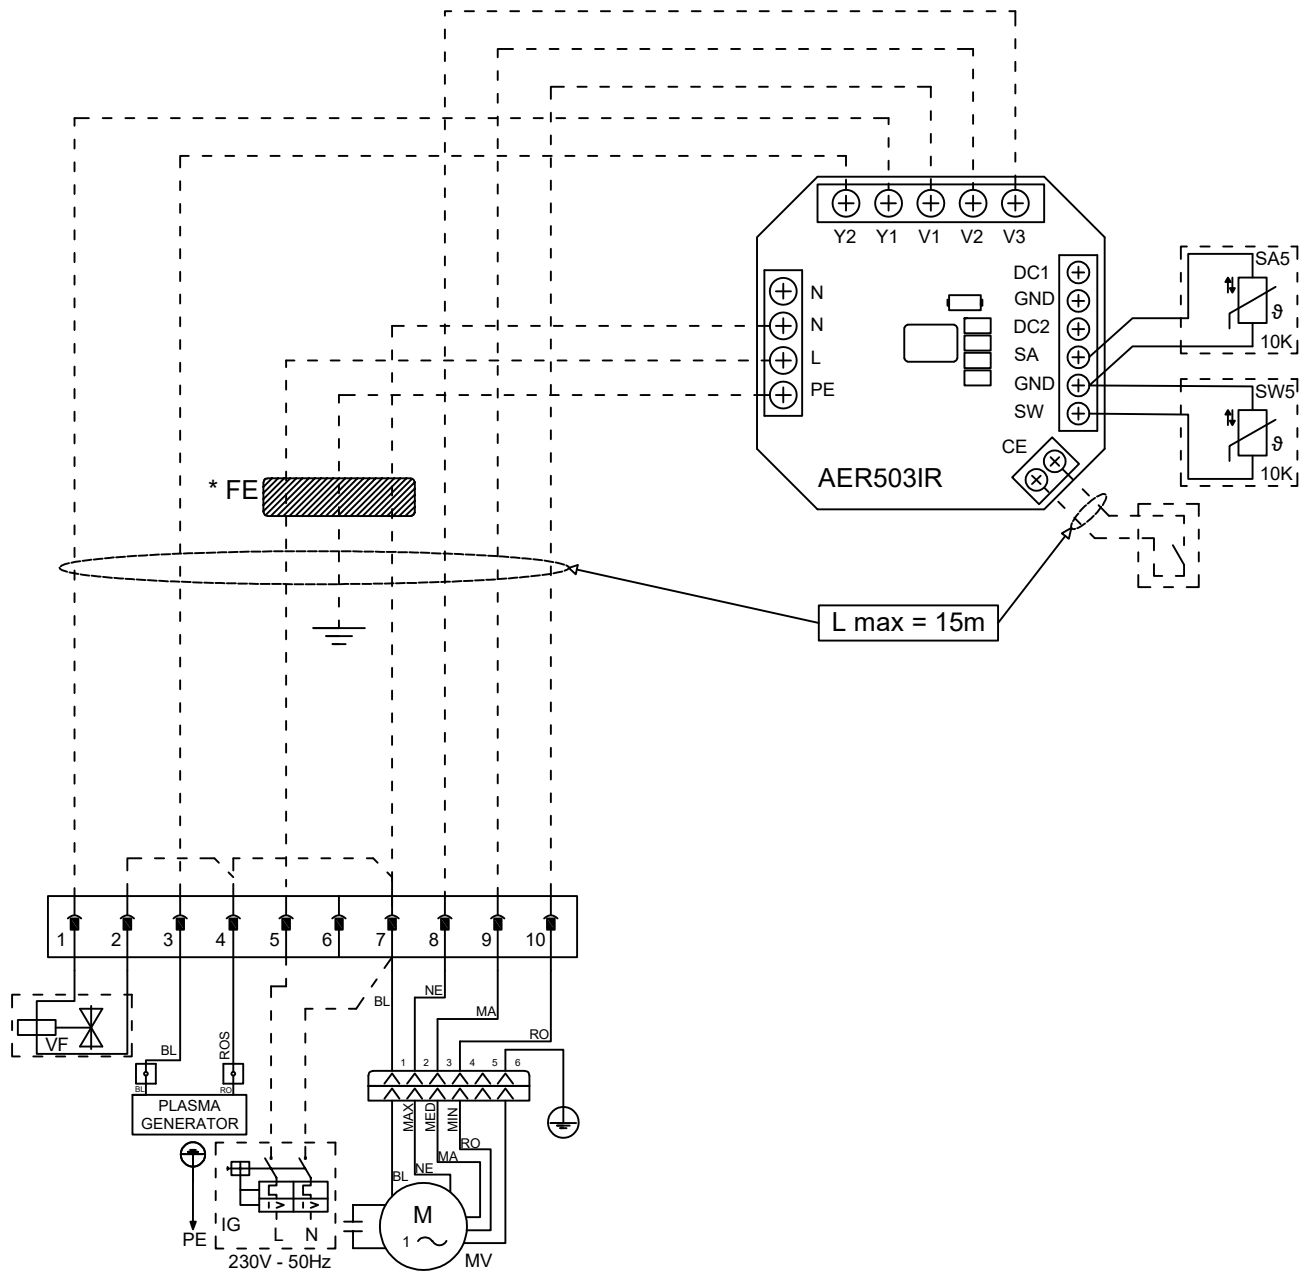 Y2 Y1 V1 V2 V3
N
N
L
PE
DC1
GND
DC2
SA
GND
SW
CE
AER503IR
SA5
ϑ
10K
SW5
ϑ
10K
* FE
L max = 15m
1 2 3 4 5 6 7 8 9 10
VF
BL
ROS
BL
RO
PLASMA
GENERATOR
PE
IG
L N
230V - 50Hz
BL
NE
MA
RO
1 2 3 4 5 6
MAX
MED
MIN
BL
NE
MA
RO
M
1
MV